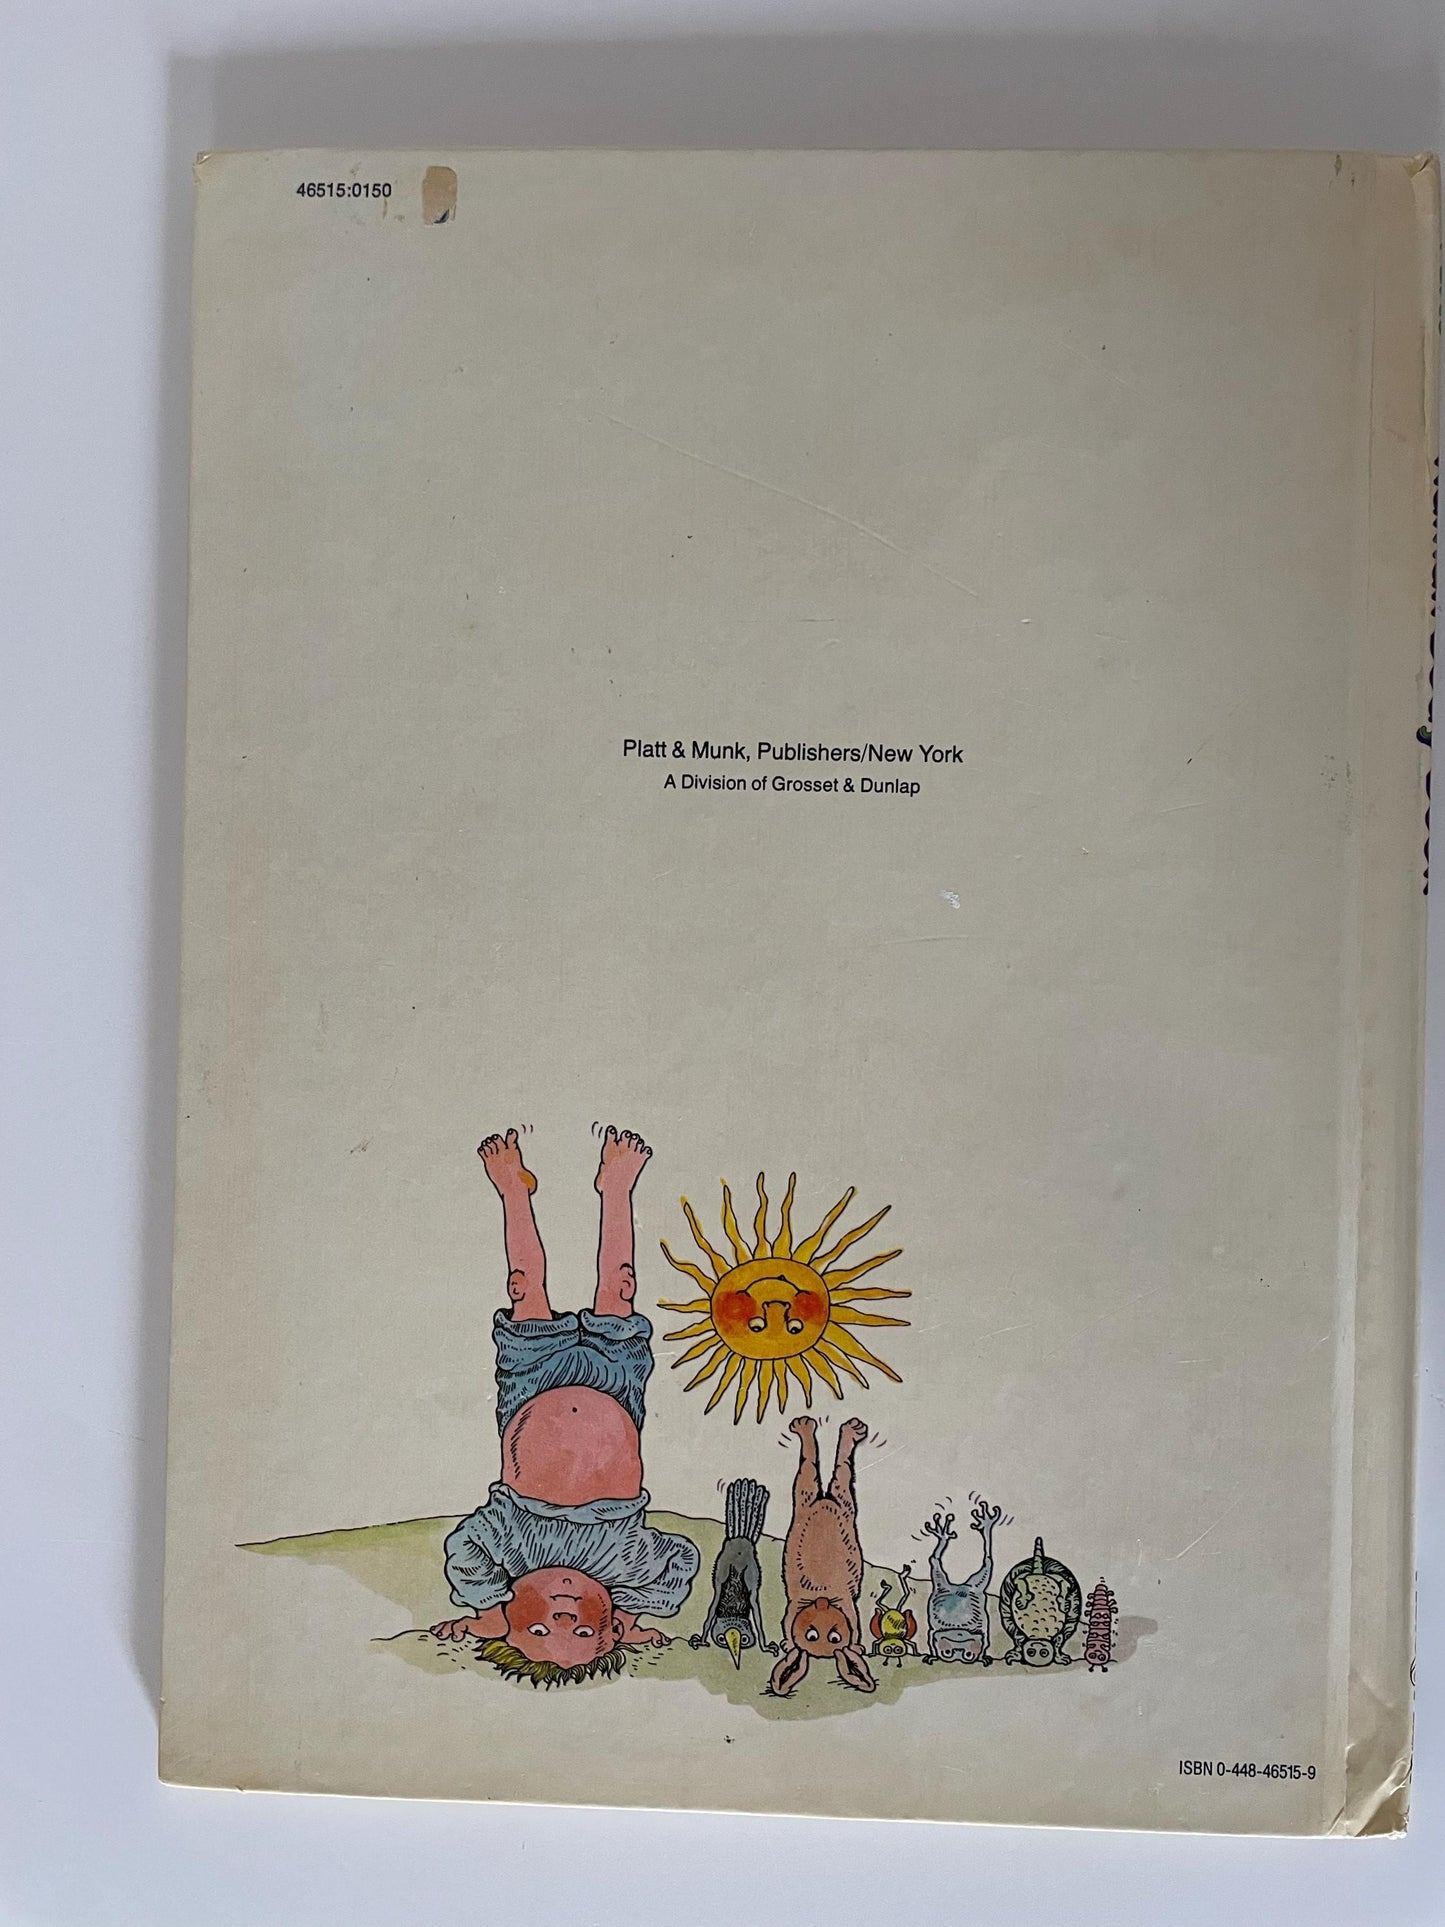 46515:0150
Platt & Munk, Publishers/New York
A Division of Grosset & Dunlap
ISBN 0-448-46515-9